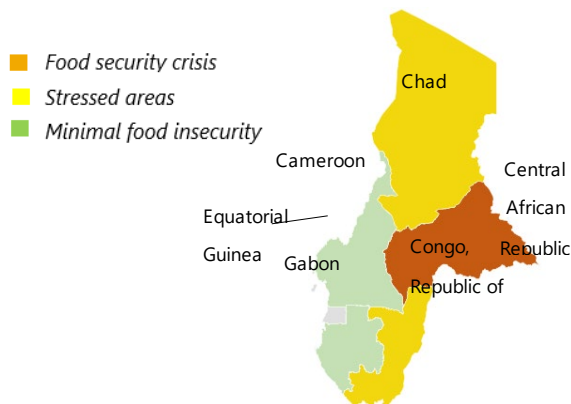 Food security crisis
Stressed areas
Minimal food insecurity
Chad
Cameroon
Central
African
Republic
Equatorial
Guinea
Gabon
Congo,
Republic of